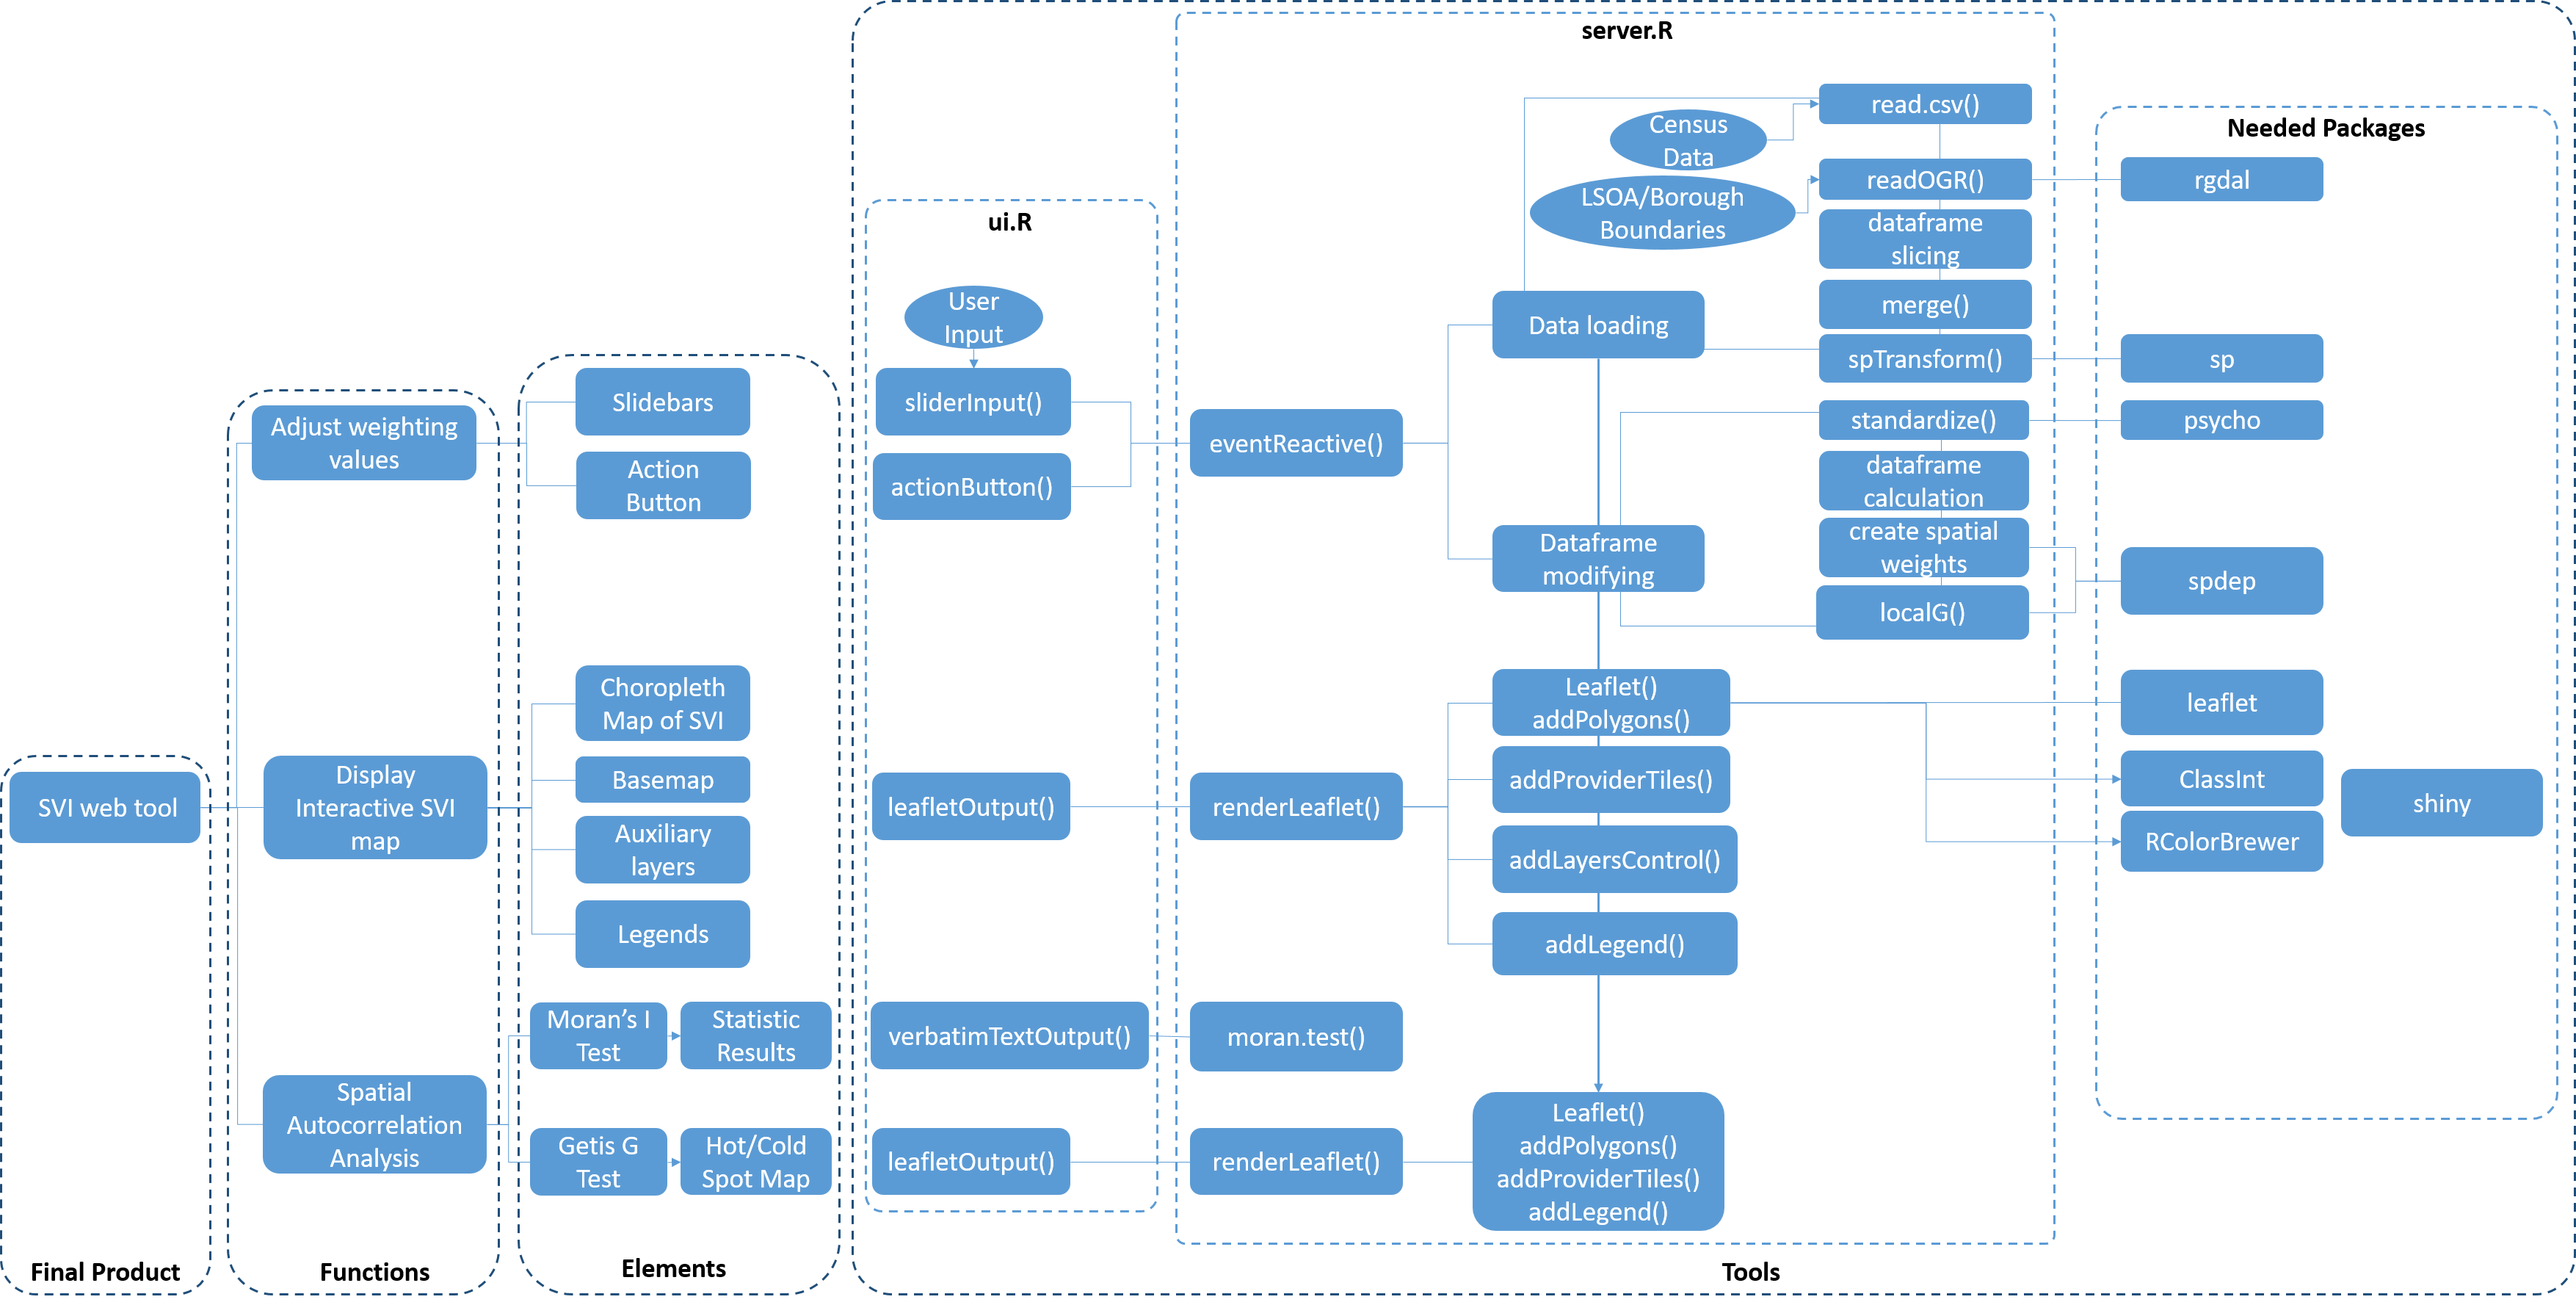 server.R
read.csv()
Census
Data
Needed Packages
readOGR()
rgdal
LSOA/Borough
Boundaries
ui.R
dataframe
slicing
User
Input
merge()
Data loading
spTransform()
sp
Slidebars
sliderInput()
standardize()
psycho
Adjust weighting
values
eventReactive()
Action
Button
actionButton()
dataframe
calculation
Dataframe
modifying
create spatial
weights
spdep
localG()
Choropleth
Map of SVI
Leaflet()
addPolygons()
leaflet
Basemap
addProviderTiles()
ClassInt
SVI web tool
Display
Interactive SVI
map
leafletOutput()
renderLeaflet()
shiny
Auxiliary
layers
addLayersControl()
RColorBrewer
Legends
addLegend()
Moran’s I
Test
Statistic
Results
verbatimTextOutput()
moran.test()
Spatial
Autocorrelation
Analysis
Getis G
Test
Hot/Cold
Spot Map
leafletOutput()
renderLeaflet()
Leaflet()
addPolygons()
addProviderTiles()
addLegend()
Final Product
Functions
Elements
Tools